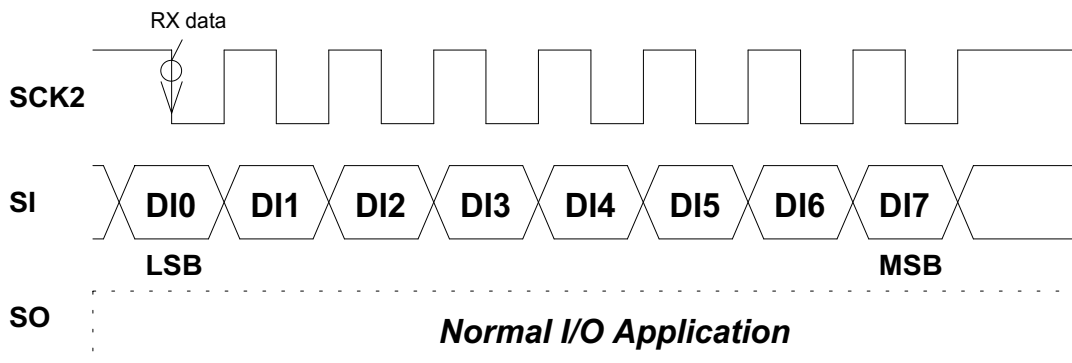 RX data
SCK2
SI DI0 DI1 DI2 DI3 DI4 DI5 DI6 DI7
LSB MSB
SO Normal I/O Application